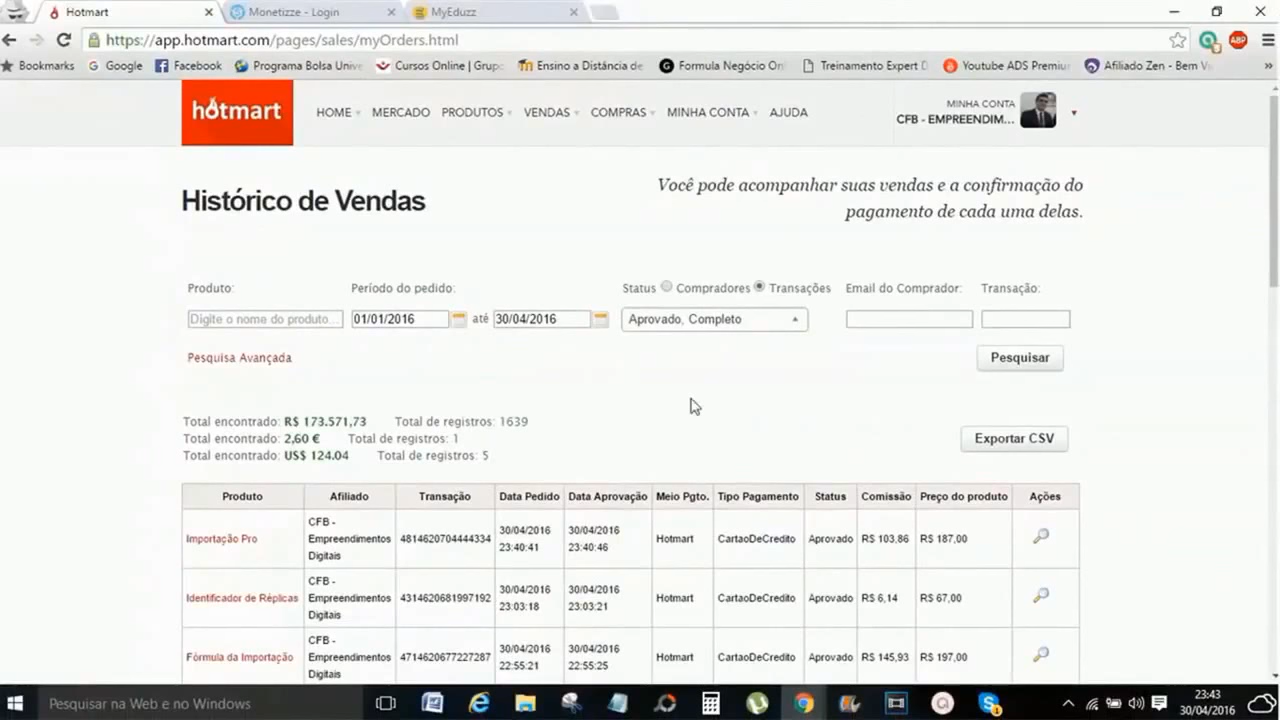 Hotmart
Monetizze - Login
MyEduzz
https://app.hotmart.com/pages/sales/myOrders.html
Bookmarks Google Facebook Programa Bolsa Unive Cursos Online | Grupo Ensino a Distância de Formula Negócio Onl Treinamento Expert D Youtube ADS Premiu Afiliado Zen - Bem V »
ABP
hotmart
HOME MERCADO PRODUTOS VENDAS COMPRAS MINHA CONTA AJUDA
MINHA CONTA
CFB - EMPREENDIM...
Histórico de Vendas
Você pode acompanhar suas vendas e a confirmação do
pagamento de cada uma delas.
Produto: Período do pedido: Status Compradores Transações Email do Comprador: Transação:
Digite o nome do produto... 01/01/2016 até 30/04/2016 Aprovado, Completo
Pesquisa Avançada Pesquisar
Total encontrado: R$ 173.571,73 Total de registros: 1639
Total encontrado: 2,60 € Total de registros: 1
Total encontrado: US$ 124.04 Total de registros: 5
Exportar CSV
Produto Afiliado Transação Data Pedido Data Aprovação Meio Pgto. Tipo Pagamento Status Comissão Preço do produto Ações
Importação Pro CFB - Empreendimentos Digitais 4814620704444334 30/04/2016 23:40:41 30/04/2016 23:40:46 Hotmart CartaoDeCredito Aprovado R$ 103,86 R$ 187,00
Identificador de Réplicas CFB - Empreendimentos Digitais 4314620681997192 30/04/2016 23:03:18 30/04/2016 23:03:21 Hotmart CartaoDeCredito Aprovado R$ 6,14 R$ 67,00
Fórmula da Importação CFB - Empreendimentos Digitais 4714620677227287 30/04/2016 22:55:21 30/04/2016 22:55:25 Hotmart CartaoDeCredito Aprovado R$ 145,93 R$ 197,00
Pesquisar na Web e no Windows
23:43
30/04/2016